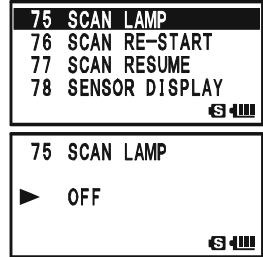 75 SCAN LAMP
76 SCAN RE-START
77 SCAN RESUME
78 SENSOR DISPLAY
S
75 SCAN LAMP
▶ OFF
S